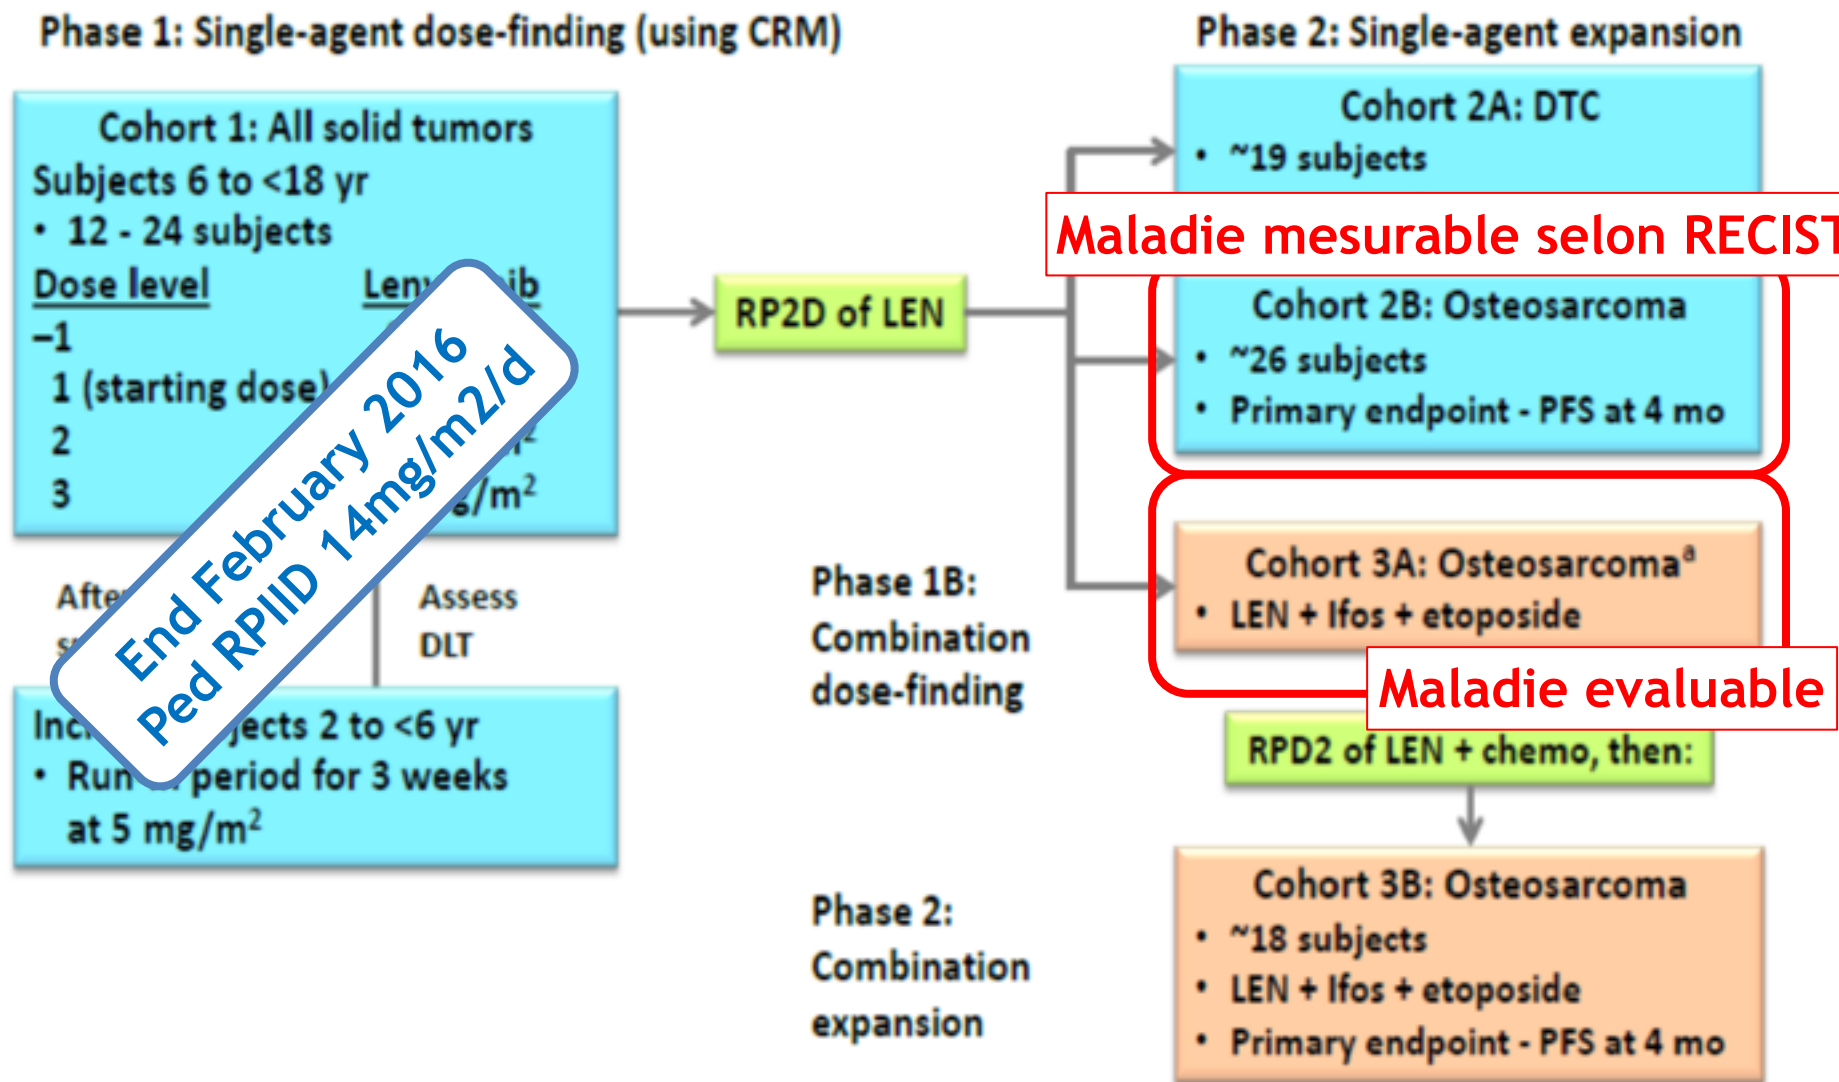 Phase 1: Single-agent dose-finding (using CRM)
Cohort 1: All solid tumors
Subjects 6 to <18 yr
• 12 - 24 subjects
Dose level
–1
1 (starting dose)
2
3 g/m²
End February 2016
Ped RPIID 14mg/m2/d
Assess
DLT
jects 2 to <6 yr
• Run period for 3 weeks
at 5 mg/m²
RP2D of LEN
Phase 2: Single-agent expansion
Cohort 2A: DTC
• ~19 subjects
Maladie mesurable selon RECIST
Cohort 2B: Osteosarcoma
• ~26 subjects
• Primary endpoint - PFS at 4 mo
Phase 1B:
Combination
dose-finding
Cohort 3A: Osteosarcomaᵃ
• LEN + Ifos + etoposide
Maladie evaluable
RPD2 of LEN + chemo, then:
Phase 2:
Combination
expansion
Cohort 3B: Osteosarcoma
• ~18 subjects
• LEN + Ifos + etoposide
• Primary endpoint - PFS at 4 mo